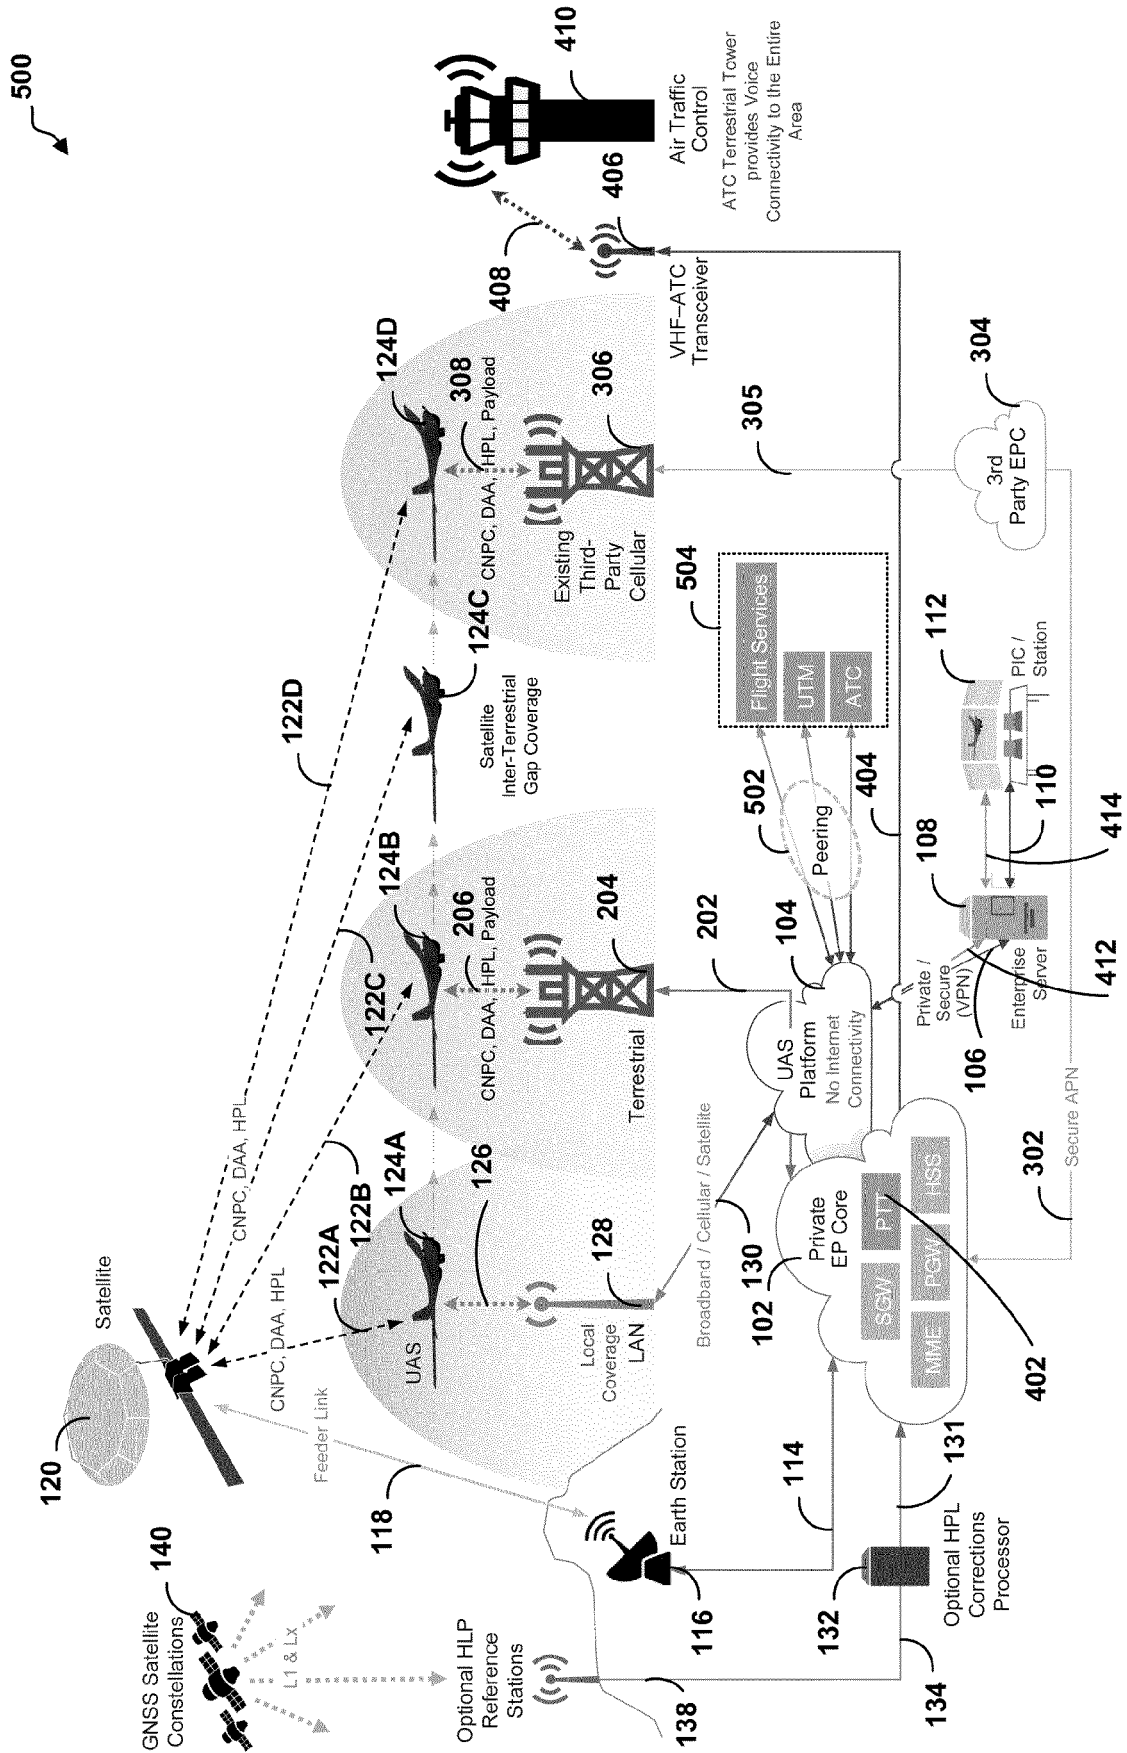 500
GNSS Satellite
Constellations
140
L1 & Lx
Optional HLP
Reference
Stations
138
134
120
Satellite
Feeder Link
118
CNPC, DAA, HPL
CNPC, DAA, HPL
122A
122B
122C
122D
UAS
124A
124B
124C
124D
126
Local
Coverage
LAN
128
CNPC, DAA, HPL, Payload
206
Terrestrial
204
Satellite
Inter-Terrestrial
Gap Coverage
CNPC, DAA, HPL, Payload
308
Existing
Third-
Party
Cellular
306
408
410
Air Traffic
Control
ATC Terrestrial Tower
provides Voice
Connectivity to the Entire
Area
406
VHF–ATC
Transceiver
Earth Station
116
114
132
Optional HPL
Corrections
Processor
131
Broadband / Cellular / Satellite
130
102
Private
EP Core
SGW
PTT
MME
PGW
HSS
402
202
104
UAS
Platform
No Internet
Connectivity
502
Peering
504
Flight Services
UTM
ATC
404
305
304
3rd
Party EPC
Private /
Secure
(VPN)
106
Enterprise
Server
108
412
110
414
112
PIC /
Station
302
Secure APN